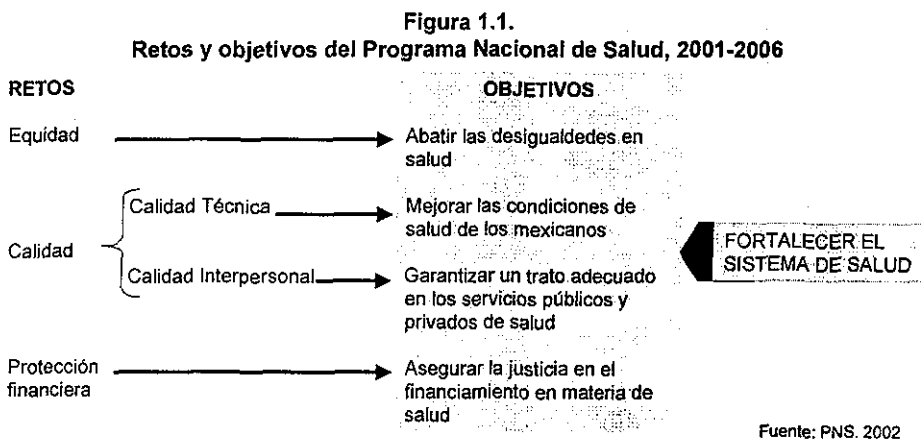 Figura 1.1.
Retos y objetivos del Programa Nacional de Salud, 2001-2006
RETOS
OBJETIVOS
Equidad
Abatir las desigualdedes en
salud
Calidad
Calidad Técnica
Mejorar las condiciones de
salud de los mexicanos
Calidad Interpersonal
Garantizar un trato adecuado
en los servicios públicos y
privados de salud
Protección
financiera
Asegurar la justicia en el
financiamiento en materia de
salud
FORTALECER EL
SISTEMA DE SALUD
Fuente: PNS. 2002